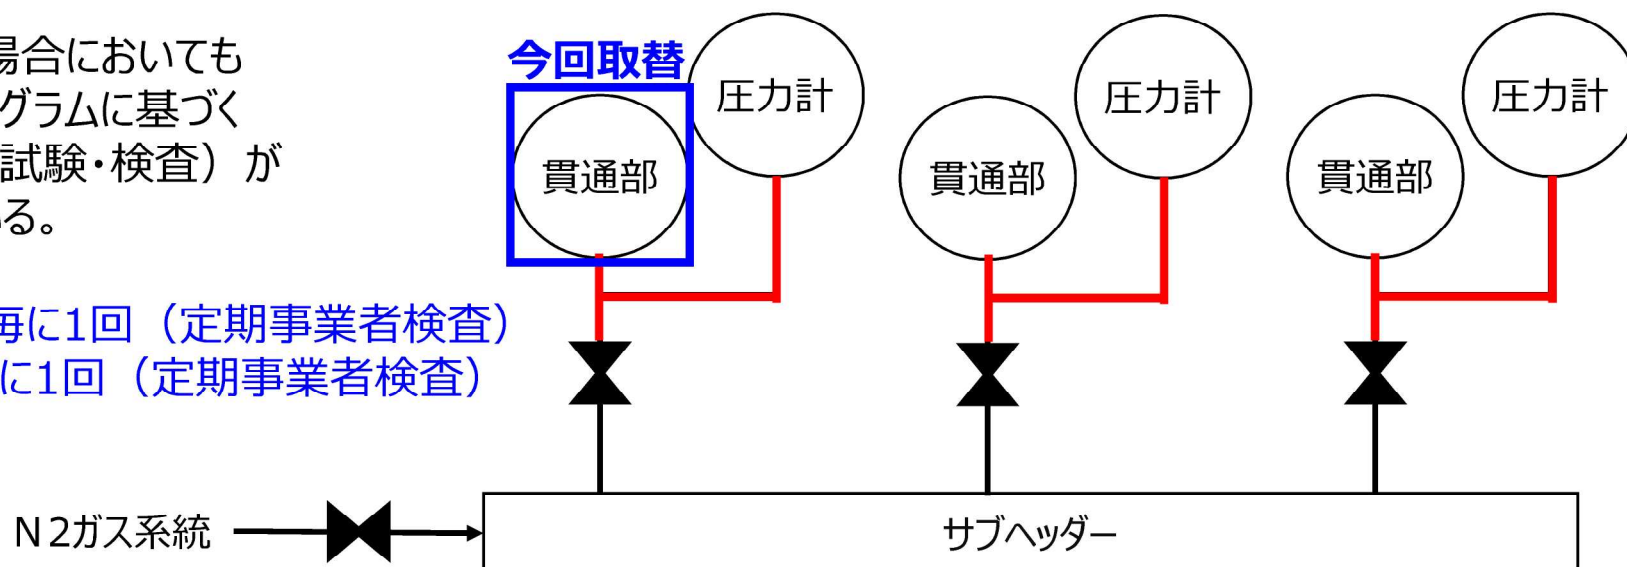 場合においても
グラムに基づく
試験・検査）が
いる。
毎に1回（定期事業者検査）
に1回（定期事業者検査）
今回取替
貫通部
圧力計
貫通部
圧力計
貫通部
圧力計
N2ガス系統
サブヘッダー